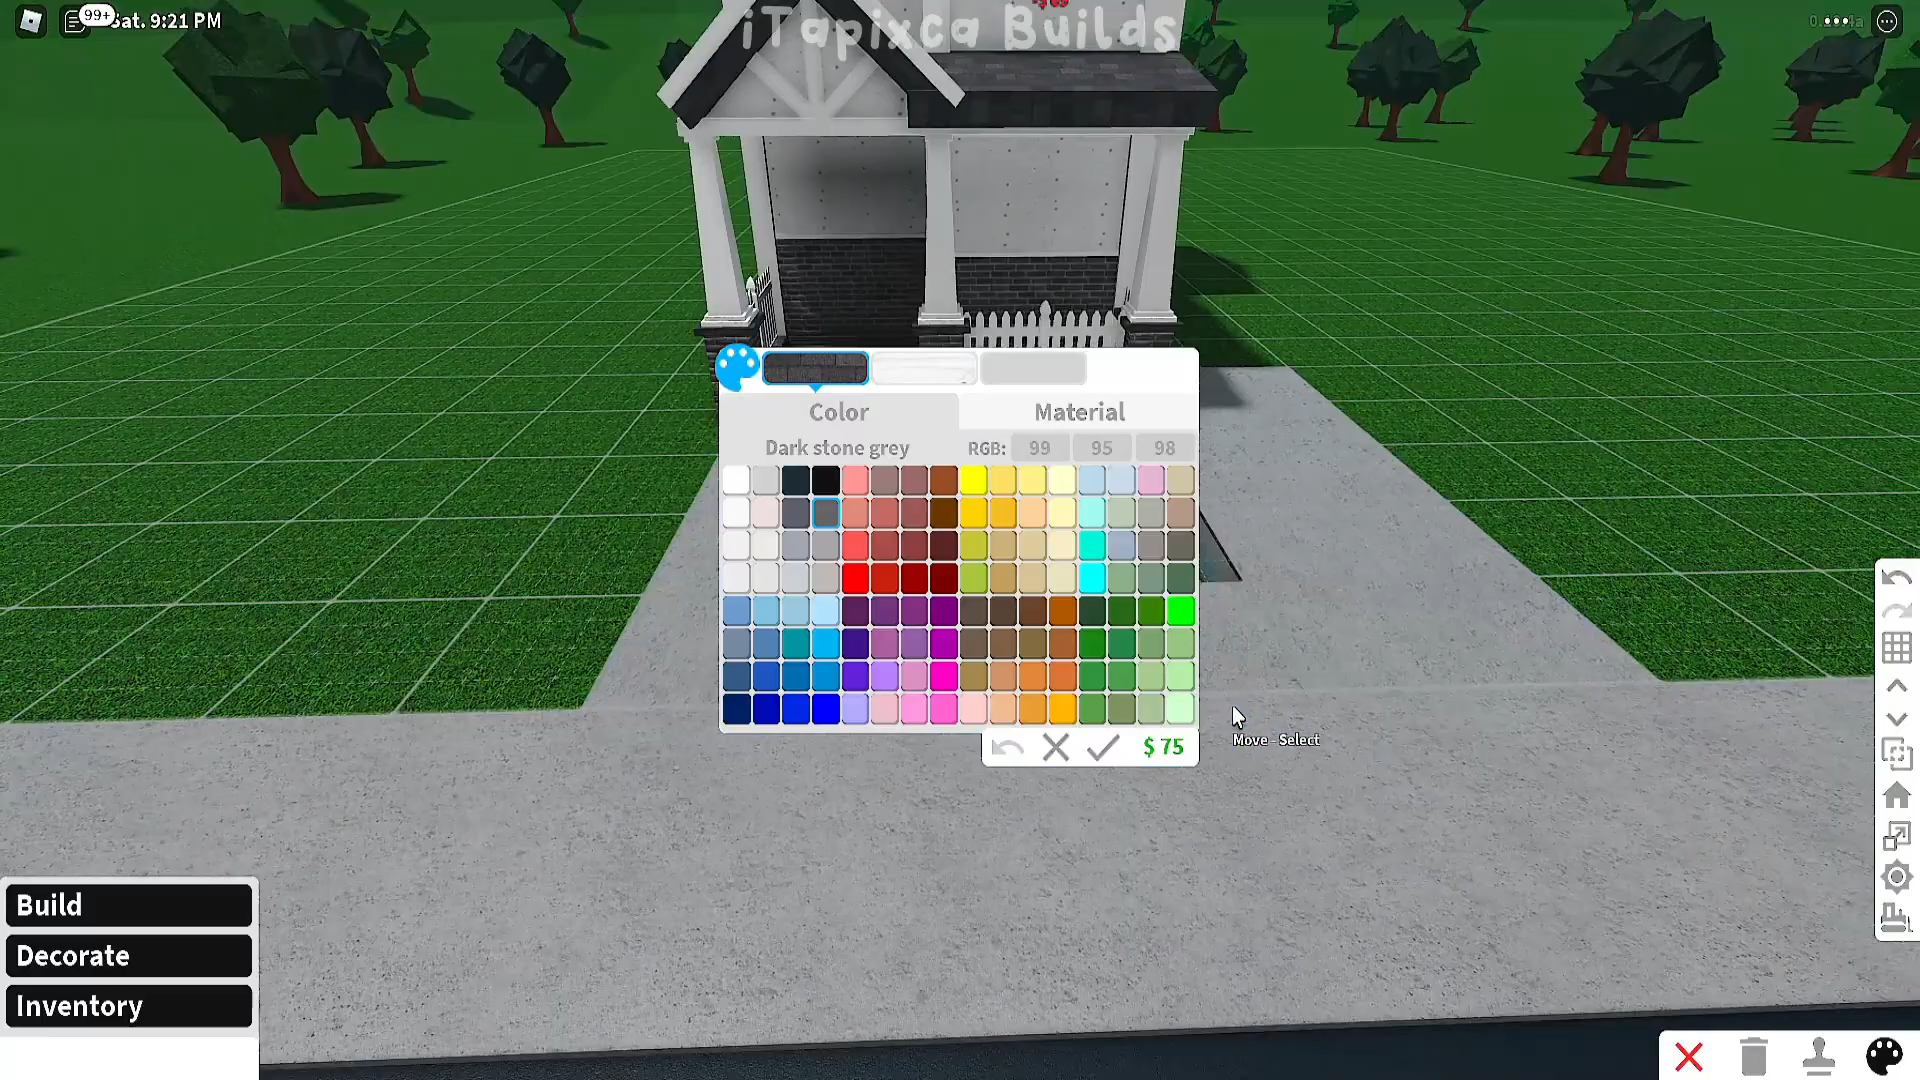 99+
Sat. 9:21 PM
iTapixca Builds
Color
Material
Dark stone grey
RGB: 99 95 98
$ 75
Move - Select
Build
Decorate
Inventory